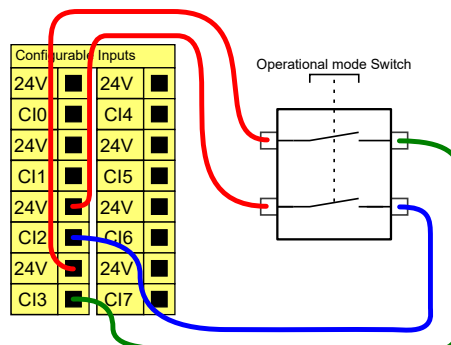 Configurable Inputs
Operational mode Switch
24V 24V
CI0 CI4
24V 24V
CI1 CI5
24V 24V
CI2 CI6
24V 24V
CI3 CI7